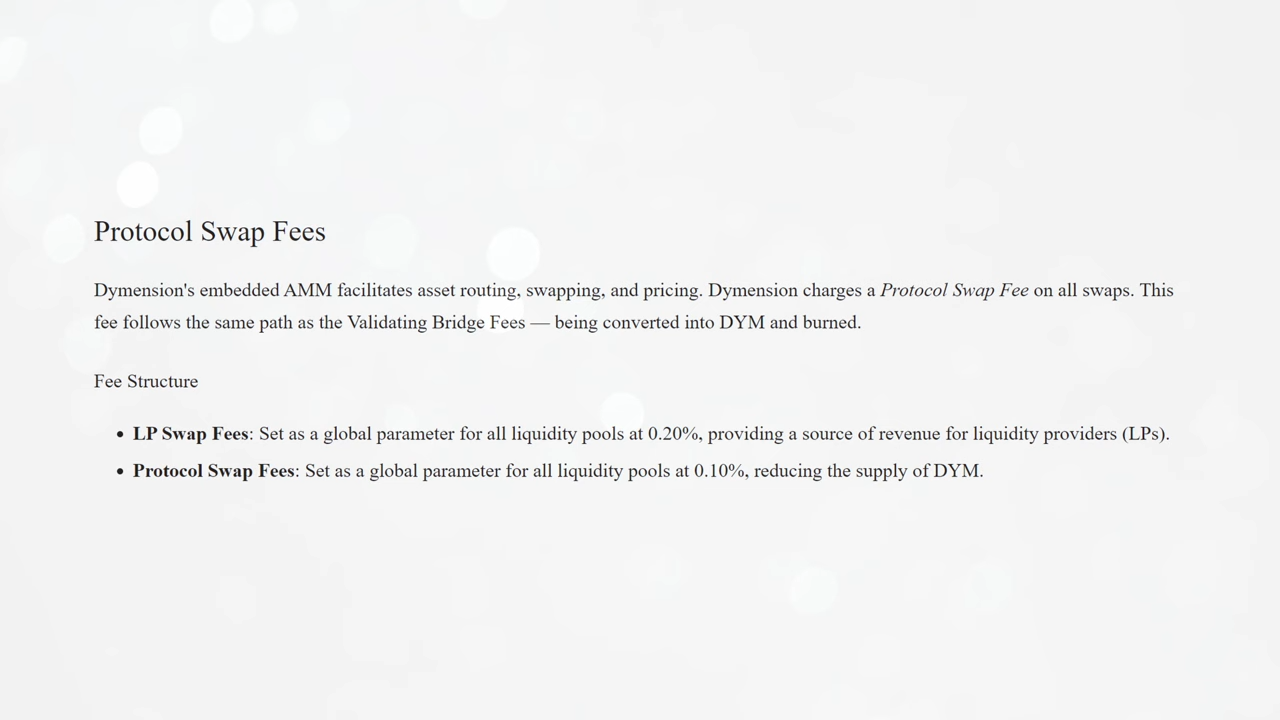 Protocol Swap Fees
Dymension's embedded AMM facilitates asset routing, swapping, and pricing. Dymension charges a Protocol Swap Fee on all swaps. This
fee follows the same path as the Validating Bridge Fees — being converted into DYM and burned.
Fee Structure
• LP Swap Fees: Set as a global parameter for all liquidity pools at 0.20%, providing a source of revenue for liquidity providers (LPs).
• Protocol Swap Fees: Set as a global parameter for all liquidity pools at 0.10%, reducing the supply of DYM.